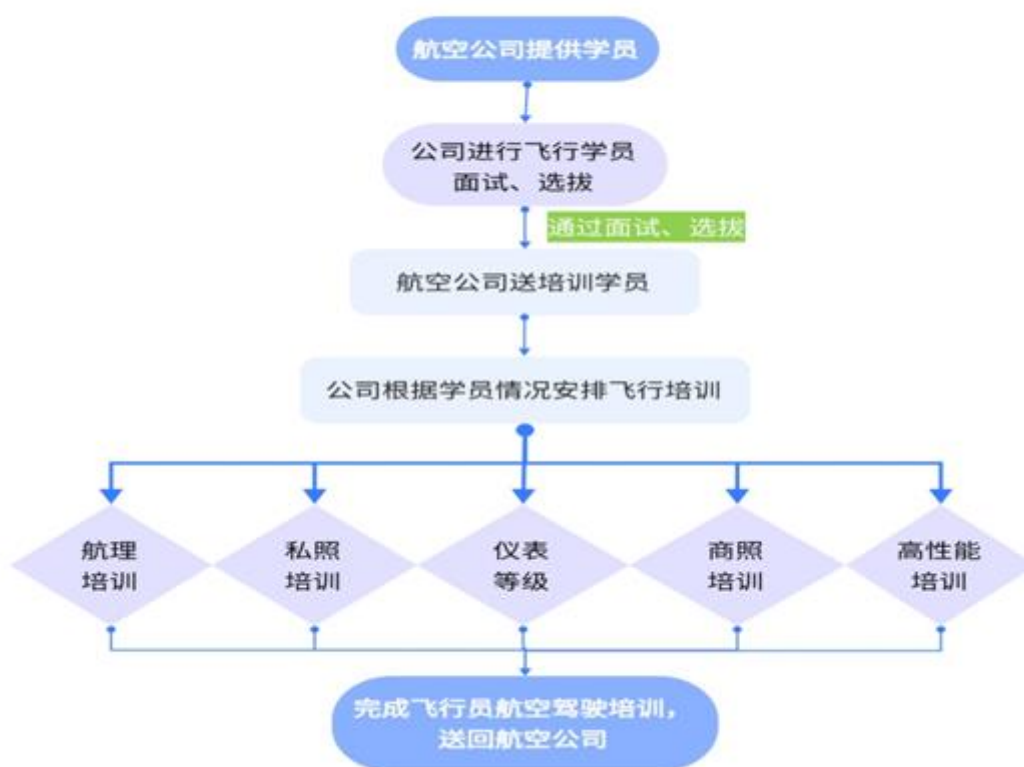 航空公司提供学员
公司进行飞行学员
面试、选拔
通过面试、选拔
航空公司送培训学员
公司根据学员情况安排飞行培训
航理
培训
私照
培训
仪表
等级
商照
培训
高性能
培训
完成飞行员航空驾驶培训，
送回航空公司